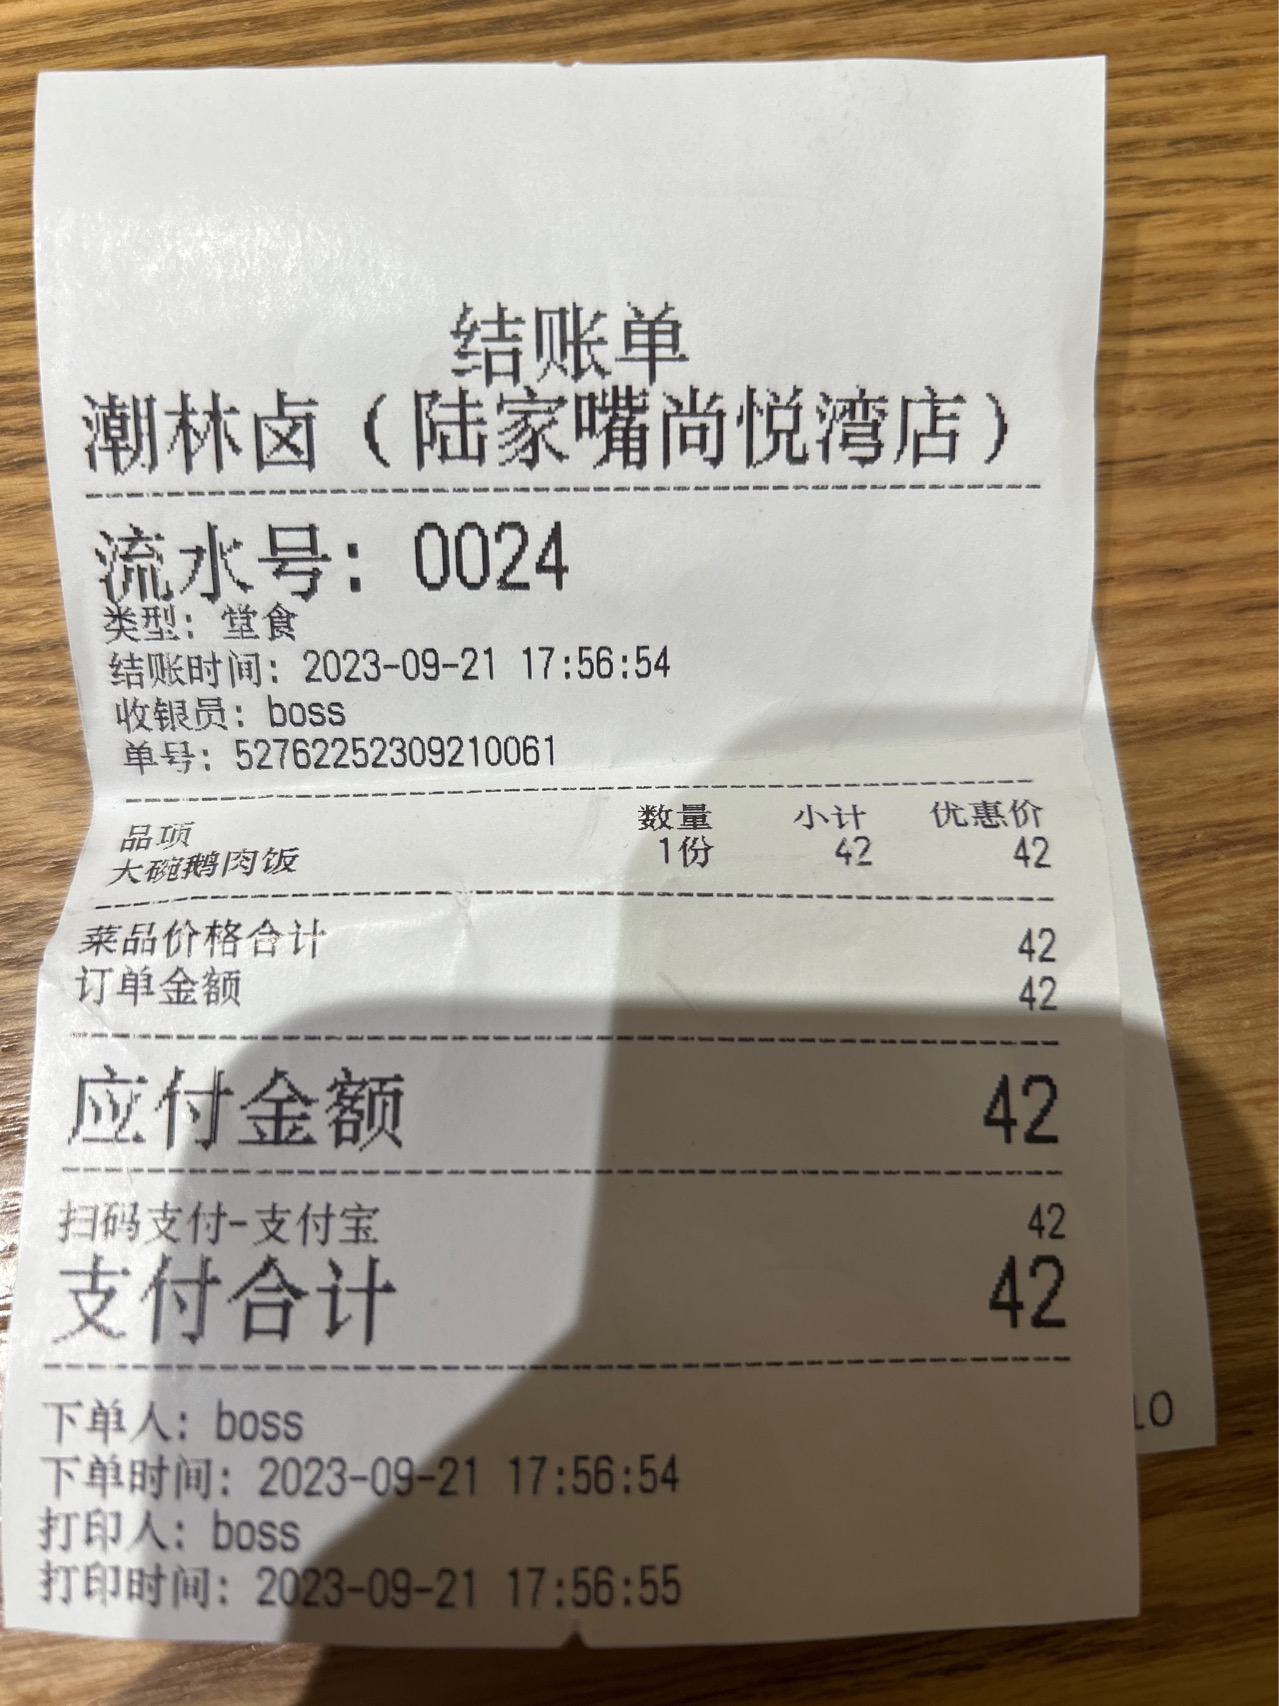 结账单
潮林卤（陆家嘴尚悦湾店）
流水号: 0024
类型: 堂食
结账时间: 2023-09-21 17:56:54
收银员: boss
单号: 52762252309210061
品项 数量 小计 优惠价
大碗鹅肉饭 1份 42 42
菜品价格合计 42
订单金额 42
应付金额 42
扫码支付-支付宝 42
支付合计 42
下单人: boss
下单时间: 2023-09-21 17:56:54
打印人: boss
打印时间: 2023-09-21 17:56:55